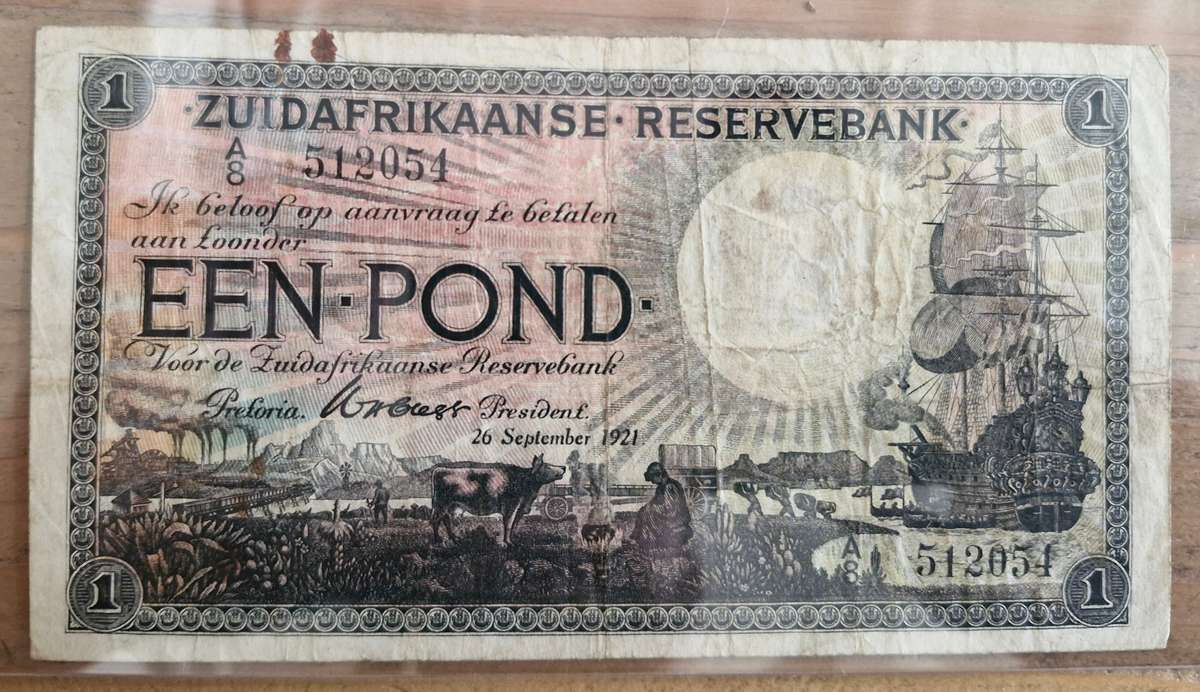 1 1
·ZUIDAFRIKAANSE·RESERVEBANK·
A/8 512054
Ik beloof op aanvraag te betalen
aan toonder
EEN·POND·
Vóór de Zuidafrikaanse Reservebank
Pretoria. President.
26 September 1921.
A/8 512054
1 1